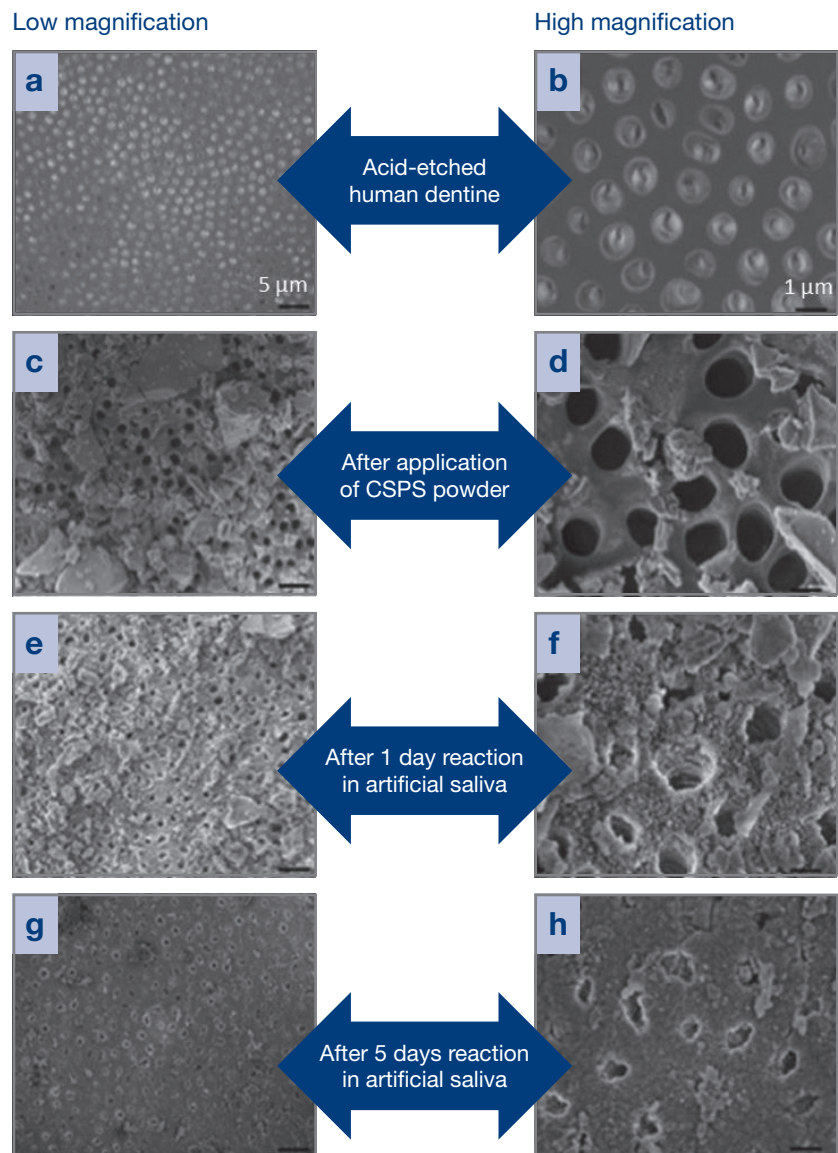 Low magnification
High magnification
a
b
Acid-etched
human dentine
5 μm
1 μm
c
d
After application
of CSPS powder
e
f
After 1 day reaction
in artificial saliva
g
h
After 5 days reaction
in artificial saliva